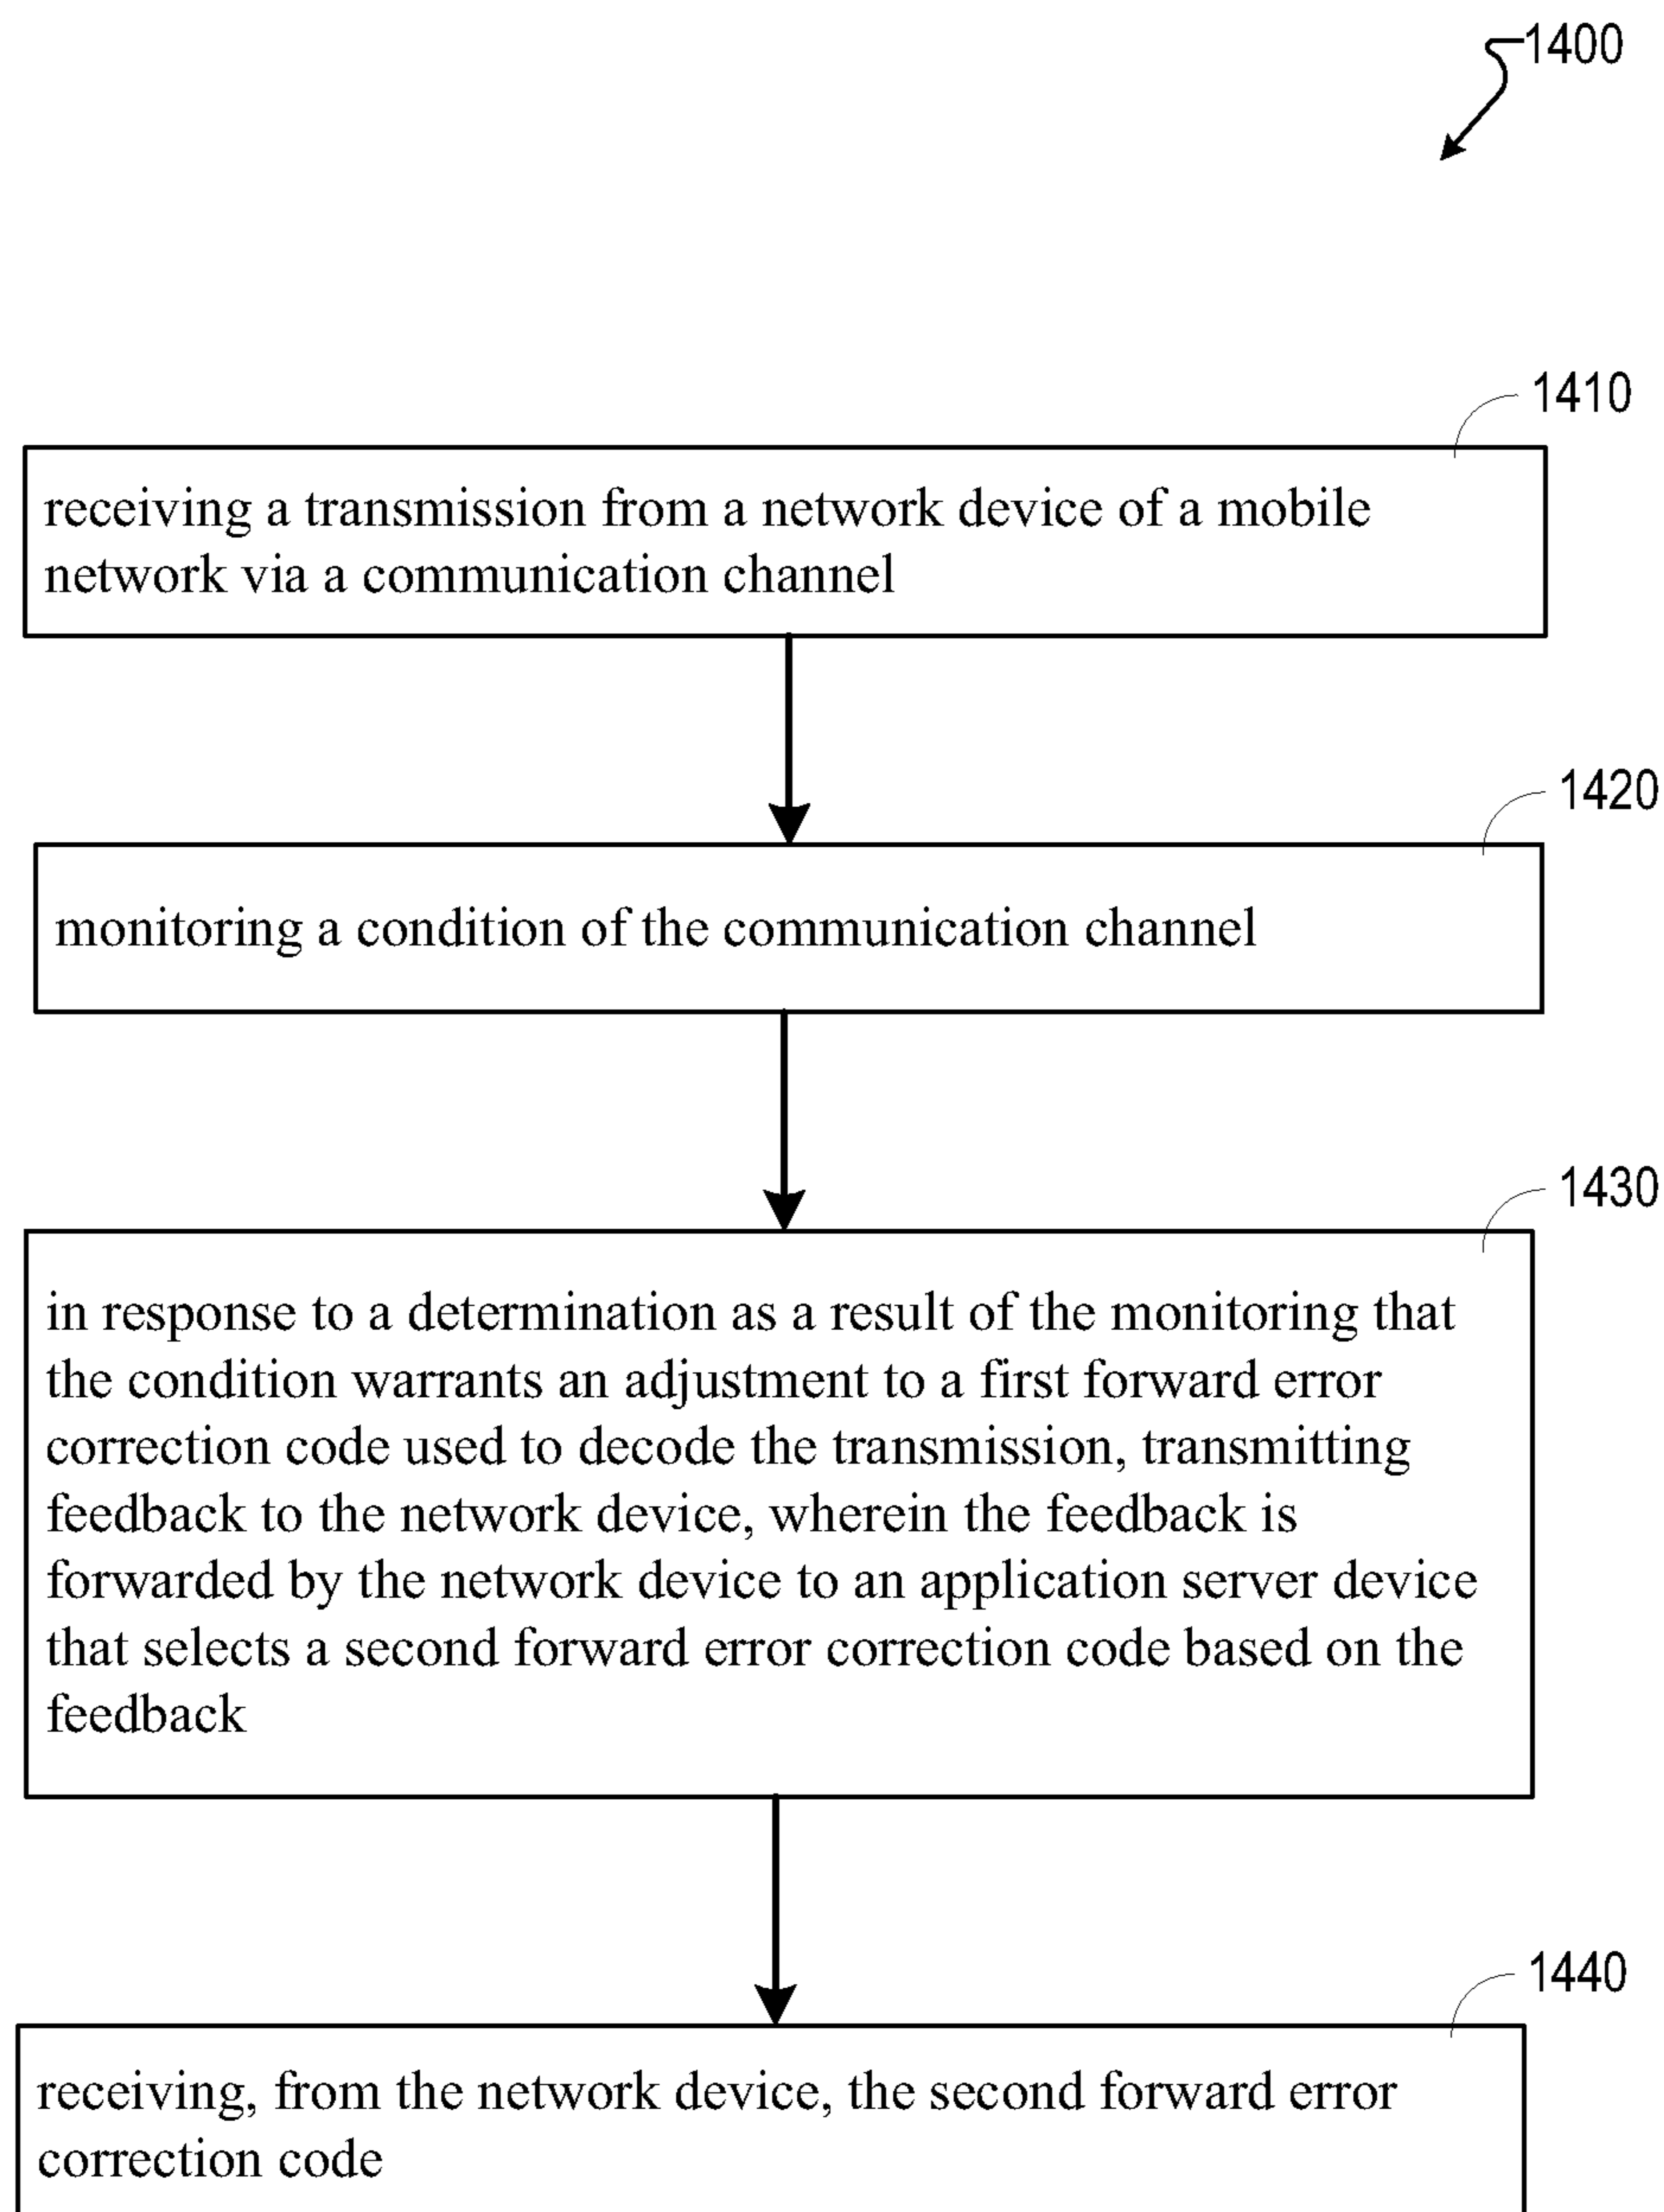 1400
1410
receiving a transmission from a network device of a mobile
network via a communication channel
1420
monitoring a condition of the communication channel
1430
in response to a determination as a result of the monitoring that
the condition warrants an adjustment to a first forward error
correction code used to decode the transmission, transmitting
feedback to the network device, wherein the feedback is
forwarded by the network device to an application server device
that selects a second forward error correction code based on the
feedback
1440
receiving, from the network device, the second forward error
correction code